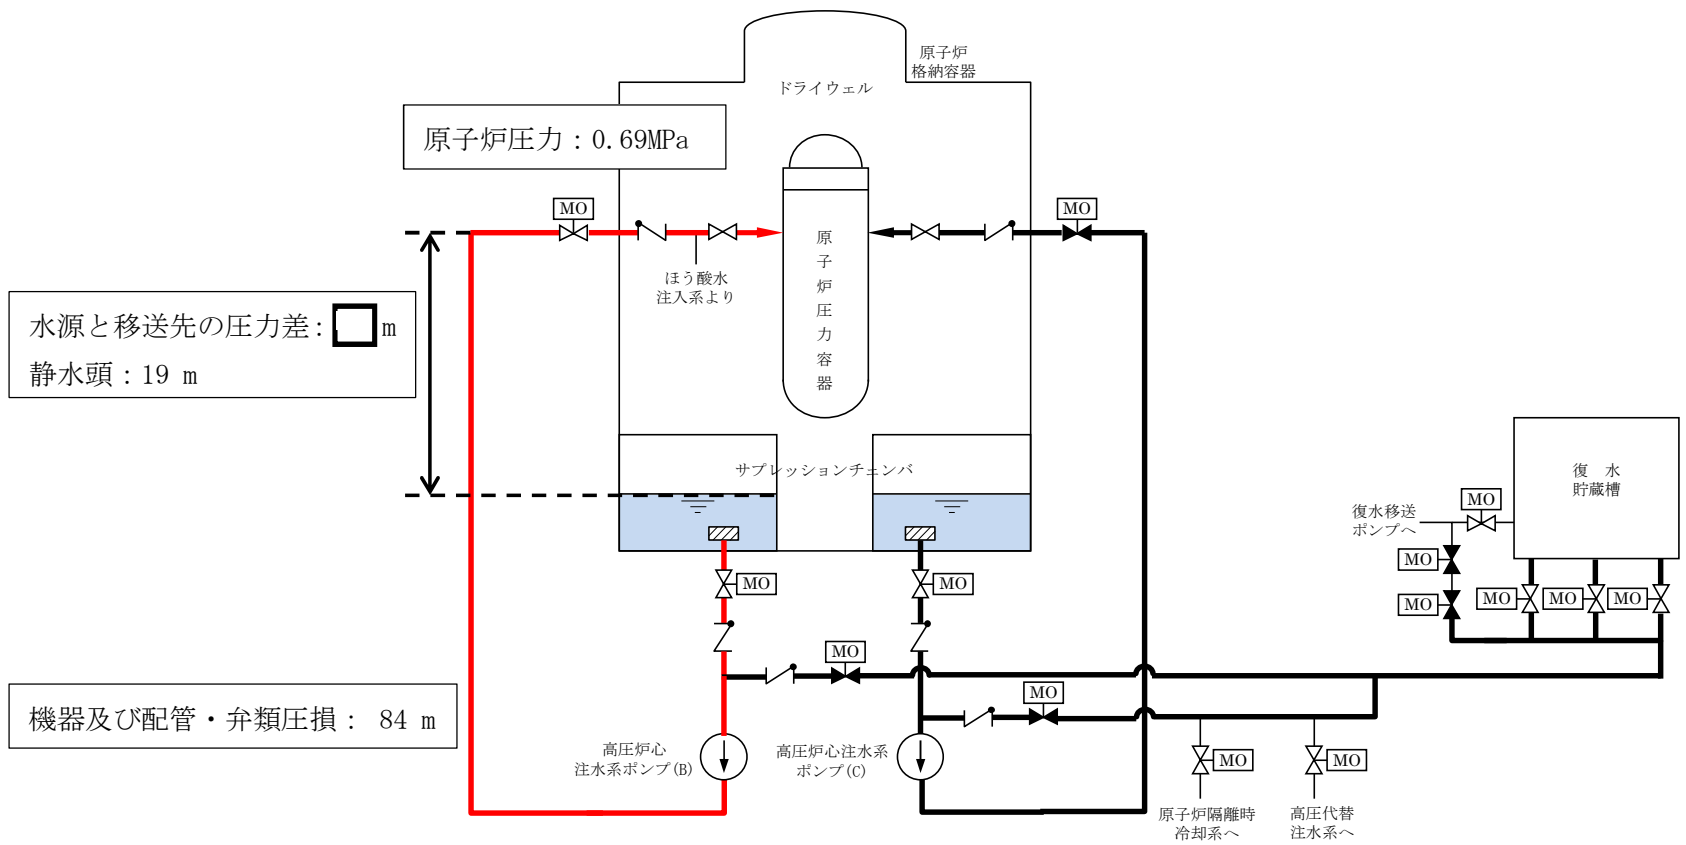 原子炉
格納容器
ドライウェル
原子炉圧力：0.69MPa
MO
MO
原子炉圧力容器
ほう酸水
注入系より
水源と移送先の圧力差： m
静水頭：19 m
サプレッションチェンバ
復 水
貯蔵槽
MO
復水移送
ポンプへ
MO
MO
MO
MO
MO
MO
MO
MO
MO
MO
機器及び配管・弁類圧損： 84 m
高圧炉心
注水系ポンプ(B)
高圧炉心注水系
ポンプ(C)
MO
MO
原子炉隔離時
冷却系へ
高圧代替
注水系へ